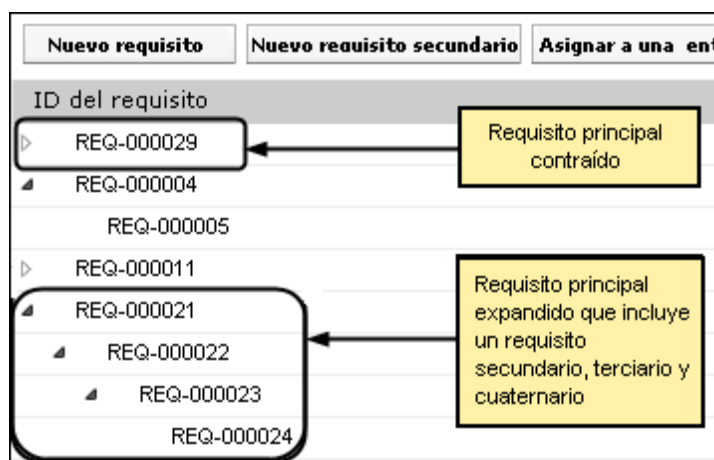 Nuevo requisito
Nuevo requisito secundario
Asignar a una ent
ID del requisito
REQ-000029
Requisito principal
contraído
REQ-000004
REQ-000005
REQ-000011
REQ-000021
REQ-000022
REQ-000023
REQ-000024
Requisito principal
expandido que incluye
un requisito
secundario, terciario y
cuaternario